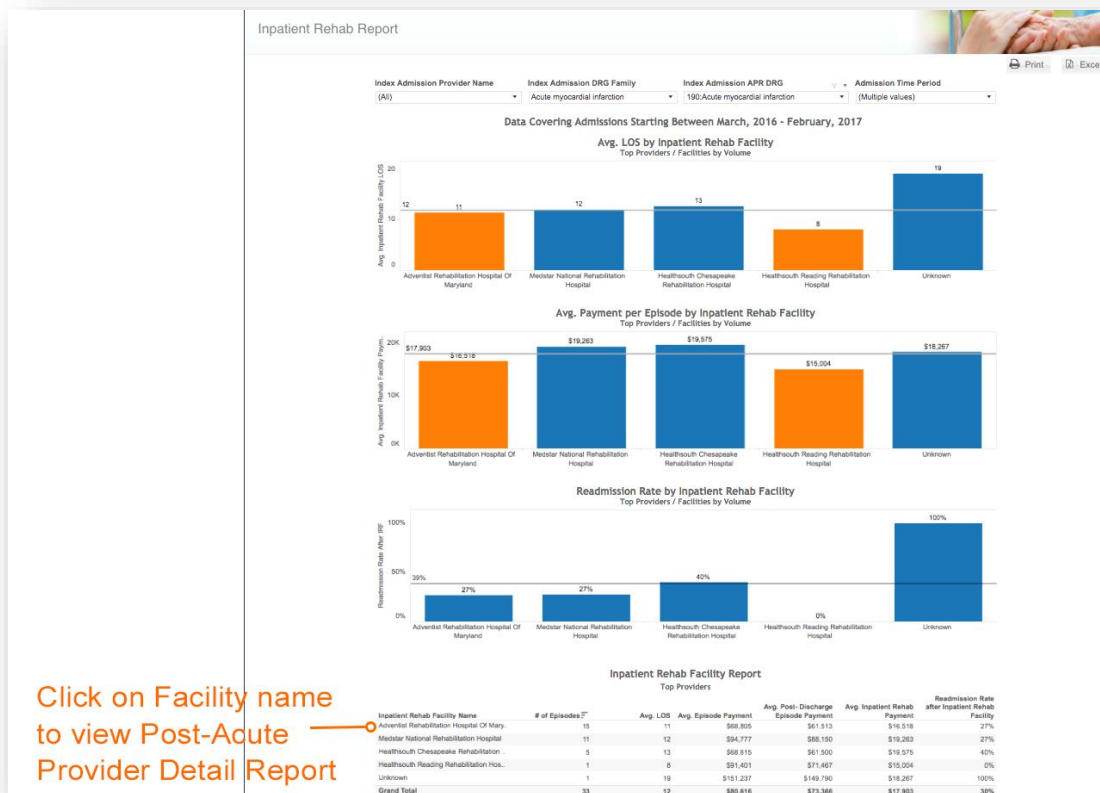 Inpatient Rehab Report
Print Exce
Index Admission Provider Name Index Admission DRG Family Index Admission APR DRG Admission Time Period
(All) Acute myocardial infarction 190:Acute myocardial infarction (Multiple values)
Data Covering Admissions Starting Between March, 2016 - February, 2017
Avg. LOS by Inpatient Rehab Facility
Top Providers / Facilities by Volume
Avg. Inpatient Rehab Facility LOS
20
10
0
12 11 12 13 8 19
Adventist Rehabilitation Hospital Of Medstar National Rehabilitation Healthsouth Chesapeake Healthsouth Reading Rehabilitation Unknown
Maryland Hospital Rehabilitation Hospital Hospital
Avg. Payment per Episode by Inpatient Rehab Facility
Top Providers / Facilities by Volume
Avg. Inpatient Rehab Facility Paym.
20K
10K
0K
$17,903 $16,518 $19,263 $19,575 $15,004 $18,267
Adventist Rehabilitation Hospital Of Medstar National Rehabilitation Healthsouth Chesapeake Healthsouth Reading Rehabilitation Unknown
Maryland Hospital Rehabilitation Hospital Hospital
Readmission Rate by Inpatient Rehab Facility
Top Providers / Facilities by Volume
Readmission Rate After IRF
100%
50%
0%
39% 27% 27% 40% 0% 100%
Adventist Rehabilitation Hospital Of Medstar National Rehabilitation Healthsouth Chesapeake Healthsouth Reading Rehabilitation Unknown
Maryland Hospital Rehabilitation Hospital Hospital
Inpatient Rehab Facility Report
Top Providers
Readmission Rate
Avg. Post- Discharge Avg. Inpatient Rehab after Inpatient Rehab
Inpatient Rehab Facility Name # of Episodes Avg. LOS Avg. Episode Payment Episode Payment Payment Facility
Adventist Rehabilitation Hospital Of Mary.. 15 11 $68,805 $61,513 $16,518 27%
Medstar National Rehabilitation Hospital 11 12 $94,777 $88,150 $19,263 27%
Healthsouth Chesapeake Rehabilitation .. 5 13 $68,615 $61,500 $19,575 40%
Healthsouth Reading Rehabilitation Hos.. 1 8 $91,401 $71,467 $15,004 0%
Unknown 1 19 $151,237 $149,790 $18,267 100%
Grand Total 33 12 $80,616 $73,366 $17,903 30%
Click on Facility name
to view Post-Acute
Provider Detail Report